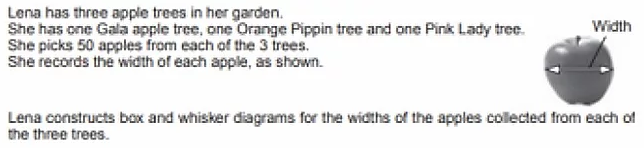 Lena has three apple trees in her garden.
She has one Gala apple tree, one Orange Pippin tree and one Pink Lady tree.
She picks 50 apples from each of the 3 trees.
She records the width of each apple, as shown.
Width
Lena constructs box and whisker diagrams for the widths of the apples collected from each of
the three trees.